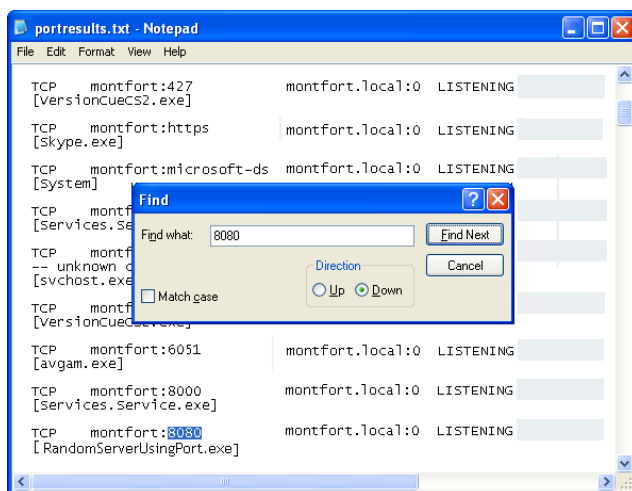 portresults.txt - Notepad
File Edit Format View Help
TCP montfort:427 montfort.local:0 LISTENING
[VersionCueCS2.exe]
TCP montfort:https montfort.local:0 LISTENING
[Skype.exe]
TCP montfort:microsoft-ds montfort.local:0 LISTENING
[System]
TCP montf
[Services.Se
TCP montf
-- unknown c
[svchost.exe
TCP montf
Find
Find what: 8080 Find Next
Direction Cancel
Match case Up Down
TCP montfort:6051 montfort.local:0 LISTENING
[avgam.exe]
TCP montfort:8000 montfort.local:0 LISTENING
[Services.Service.exe]
TCP montfort:8080 montfort.local:0 LISTENING
[RandomServerUsingPort.exe]